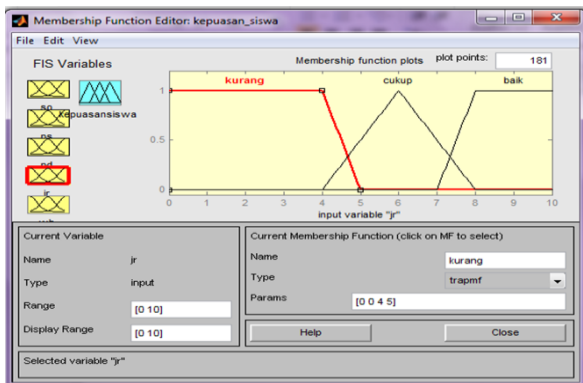 Membership Function Editor: kepuasan_siswa
File Edit View
FIS Variables
Membership function plots
plot points:
181
kepuasansiswa
jr
kurang
cukup
baik
1
0.5
0
0 1 2 3 4 5 6 7 8 9 10
input variable "jr"
Current Variable
Name jr
Type input
Range [0 10]
Display Range [0 10]
Current Membership Function (click on MF to select)
Name kurang
Type trapmf
Params [0 0 4 5]
Help
Close
Selected variable "jr"